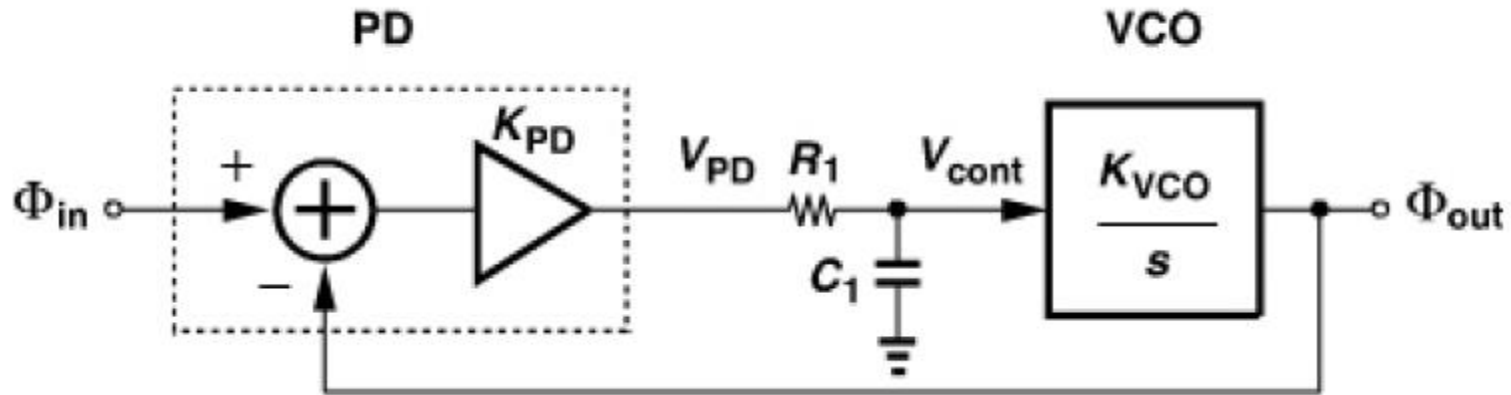 PD
VCO
K_PD
+
V_PD
R_1
V_cont
K_VCO
s
Φ_in
Φ_out
−
C_1